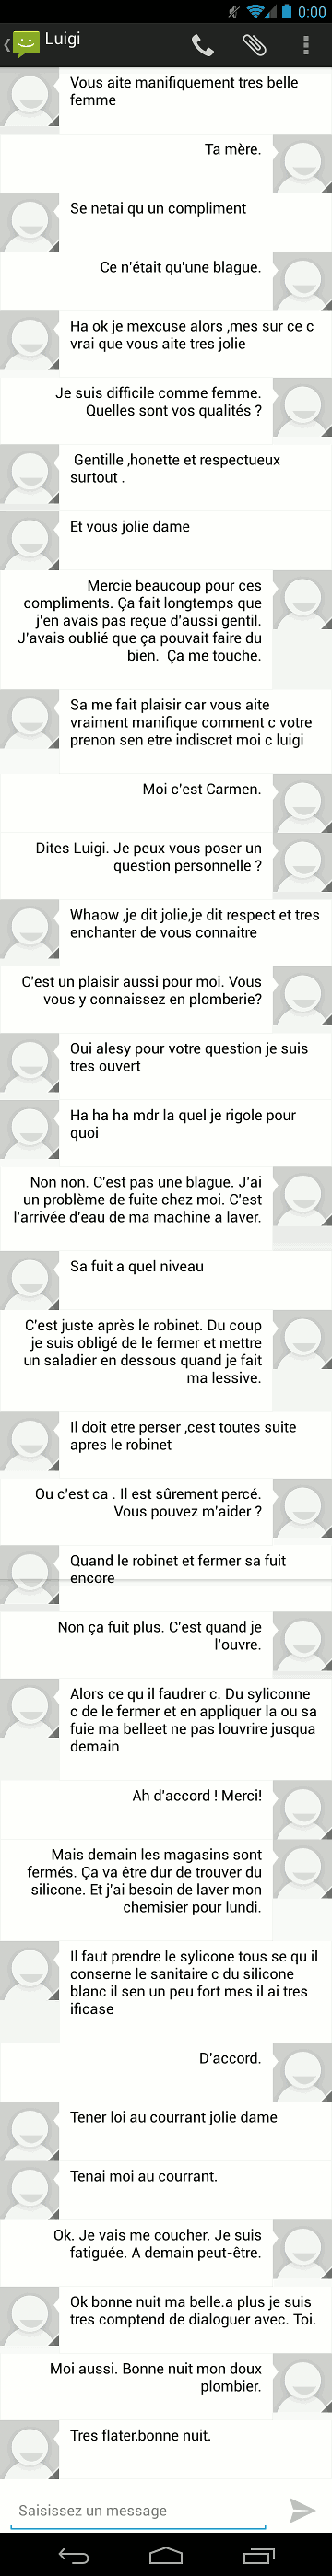 0:00
Luigi
Vous aite manifiquement tres belle
femme
Ta mère.
Se netai qu un compliment
Ce n'était qu'une blague.
Ha ok je mexcuse alors ,mes sur ce c
vrai que vous aite tres jolie
Je suis difficile comme femme.
Quelles sont vos qualités ?
Gentille ,honette et respectueux
surtout .
Et vous jolie dame
Mercie beaucoup pour ces
compliments. Ça fait longtemps que
j'en avais pas reçue d'aussi gentil.
J'avais oublié que ça pouvait faire du
bien.  Ça me touche.
Sa me fait plaisir car vous aite
vraiment manifique comment c votre
prenon sen etre indiscret moi c luigi
Moi c'est Carmen.
Dites Luigi. Je peux vous poser un
question personnelle ?
Whaow ,je dit jolie,je dit respect et tres
enchanter de vous connaitre
C'est un plaisir aussi pour moi. Vous
vous y connaissez en plomberie?
Oui alesy pour votre question je suis
tres ouvert
Ha ha ha mdr la quel je rigole pour
quoi
Non non. C'est pas une blague. J'ai
un problème de fuite chez moi. C'est
l'arrivée d'eau de ma machine a laver.
Sa fuit a quel niveau
C'est juste après le robinet. Du coup
je suis obligé de le fermer et mettre
un saladier en dessous quand je fait
ma lessive.
Il doit etre perser ,cest toutes suite
apres le robinet
Ou c'est ca . Il est sûrement percé.
Vous pouvez m'aider ?
Quand le robinet et fermer sa fuit
encore
Non ça fuit plus. C'est quand je
l'ouvre.
Alors ce qu il faudrer c. Du syliconne
c de le fermer et en appliquer la ou sa
fuie ma belleet ne pas louvrire jusqua
demain
Ah d'accord ! Merci!
Mais demain les magasins sont
fermés. Ça va être dur de trouver du
silicone. Et j'ai besoin de laver mon
chemisier pour lundi.
Il faut prendre le sylicone tous se qu il
conserne le sanitaire c du silicone
blanc il sen un peu fort mes il ai tres
ificase
D'accord.
Tener loi au courrant jolie dame
Tenai moi au courrant.
Ok. Je vais me coucher. Je suis
fatiguée. A demain peut-être.
Ok bonne nuit ma belle.a plus je suis
tres comptend de dialoguer avec. Toi.
Moi aussi. Bonne nuit mon doux
plombier.
Tres flater,bonne nuit.
Saisissez un message